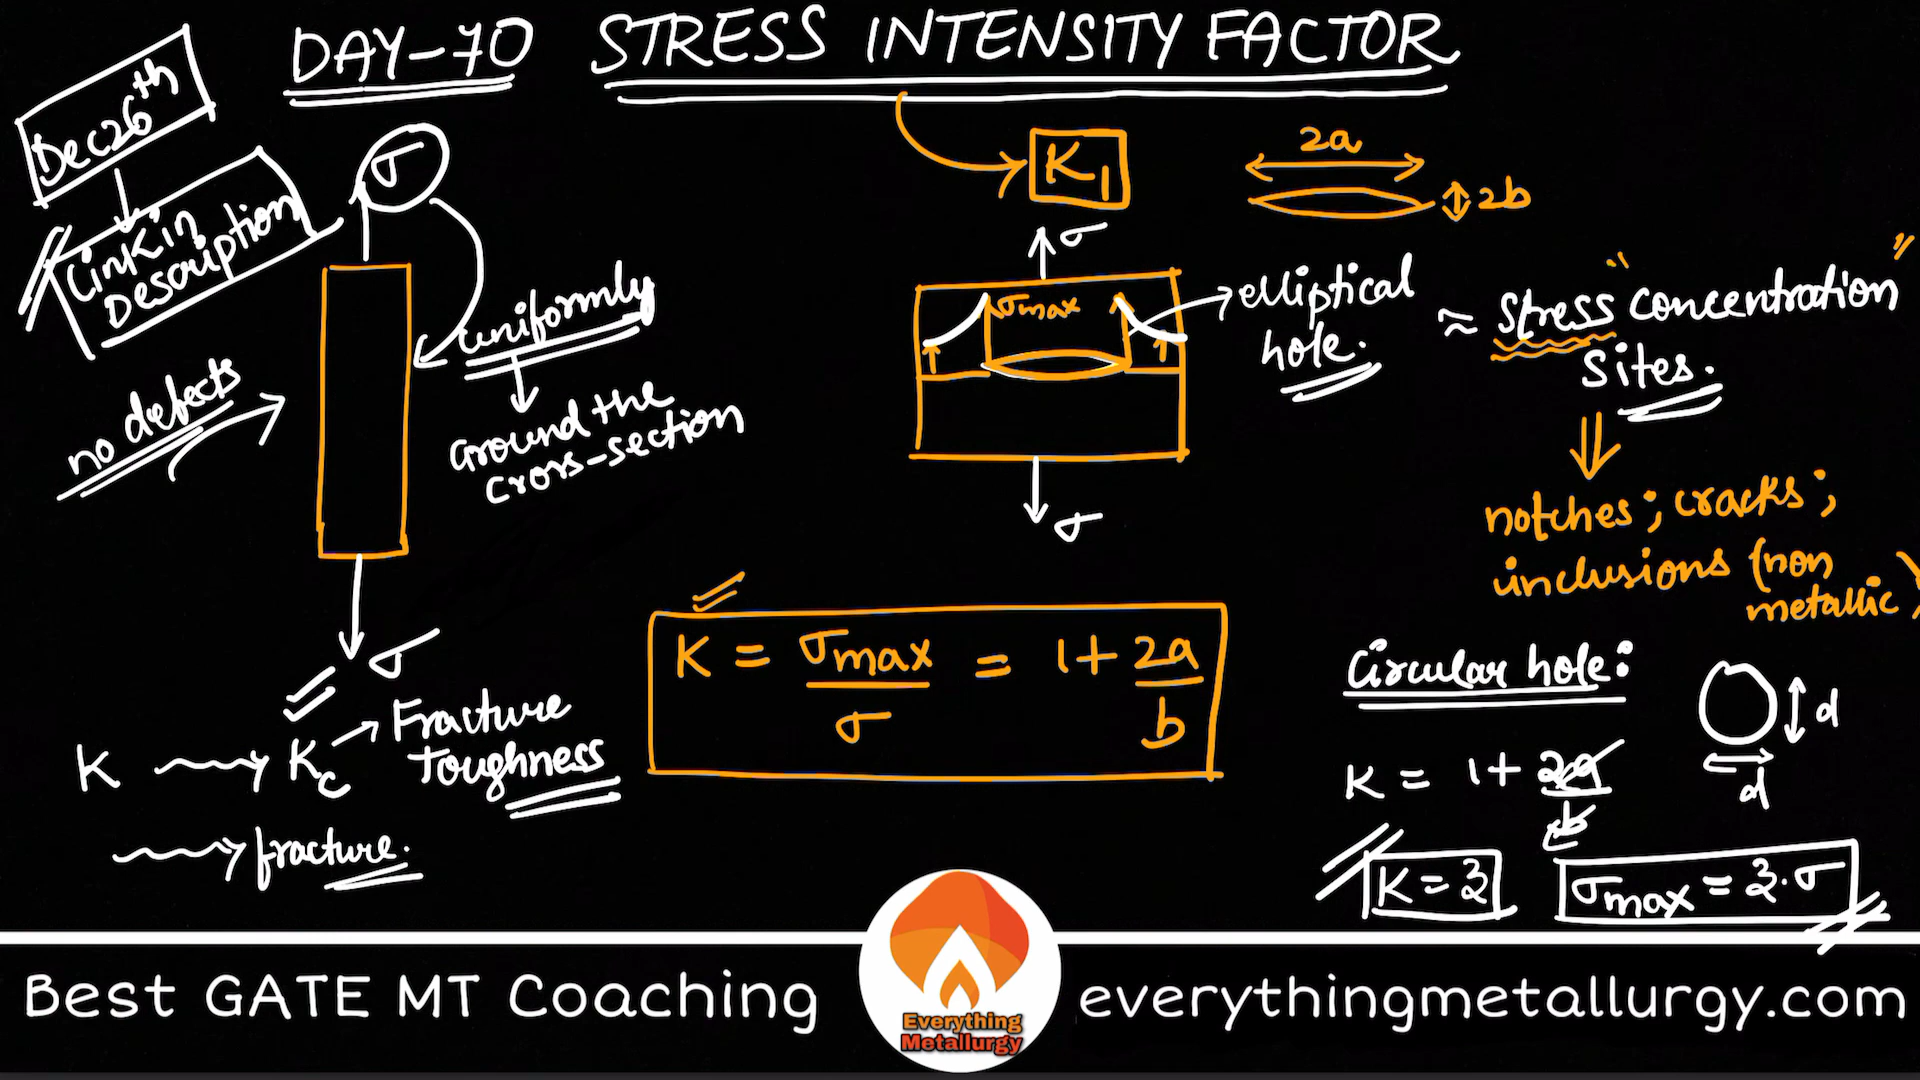 DAY-70 STRESS INTENSITY FACTOR
Dec 26th
Link in
Description
σ
no defects
uniformly
around the
cross-section
σ
K₁
2a
2b
σ
σmax
elliptical
hole.
σ
≈ "stress concentration"
sites.
notches; cracks;
inclusions (non
metallic)
K = σmax / σ = 1 + 2a / b
K → Kc → Fracture
toughness
→ fracture.
Circular hole:
d
d
K = 1 + 2a / b
K = 3
σmax = 3.σ
Best GATE MT Coaching
Everything
Metallurgy
everythingmetallurgy.com